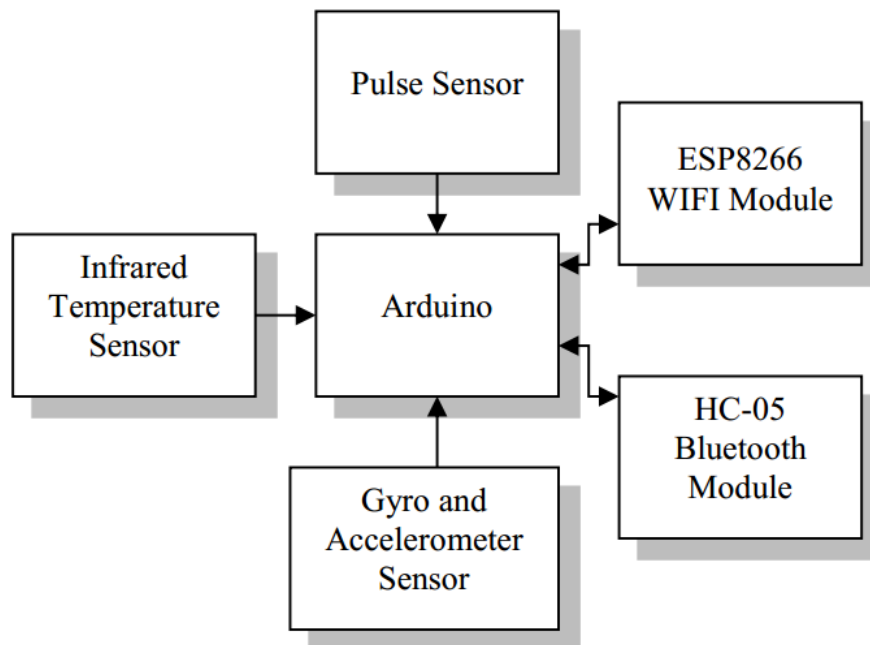 Pulse Sensor
ESP8266
WIFI Module
Infrared
Temperature
Sensor
Arduino
HC-05
Bluetooth
Module
Gyro and
Accelerometer
Sensor